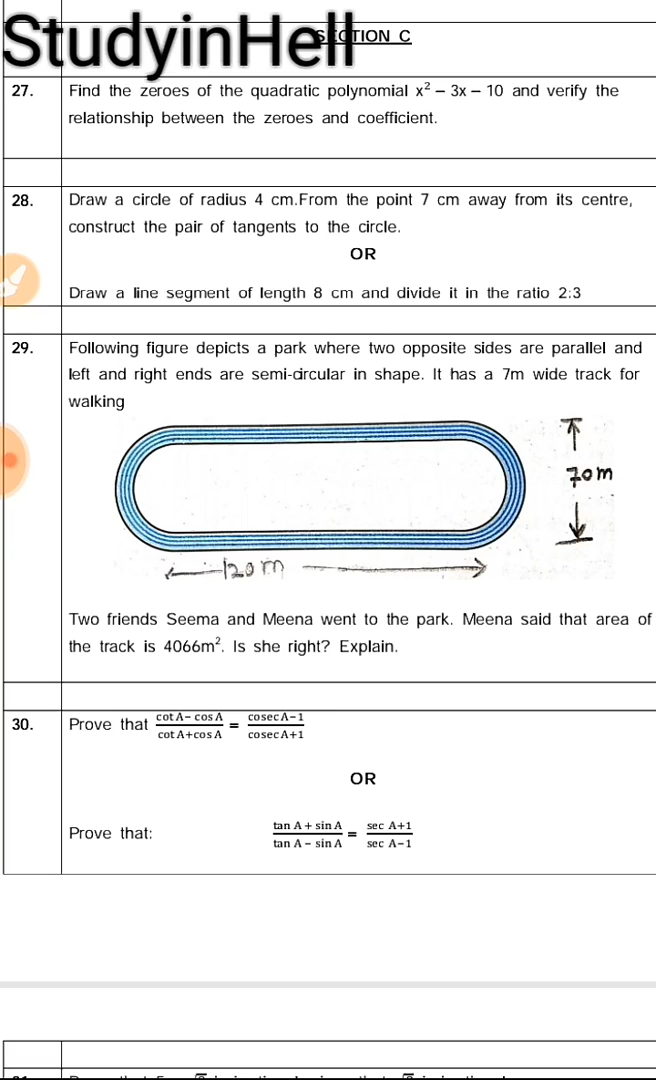 StudyinHell
SECTION C
27. Find the zeroes of the quadratic polynomial x² – 3x – 10 and verify the
relationship between the zeroes and coefficient.
28. Draw a circle of radius 4 cm.From the point 7 cm away from its centre,
construct the pair of tangents to the circle.
OR
Draw a line segment of length 8 cm and divide it in the ratio 2:3
29. Following figure depicts a park where two opposite sides are parallel and
left and right ends are semi-circular in shape. It has a 7m wide track for
walking
70m
120m
Two friends Seema and Meena went to the park. Meena said that area of
the track is 4066m². Is she right? Explain.
30. Prove that (cot A– cos A)/(cot A+cos A) = (cosec A–1)/(cosec A+1)
OR
Prove that: (tan A + sin A)/(tan A – sin A) = (sec A+1)/(sec A–1)